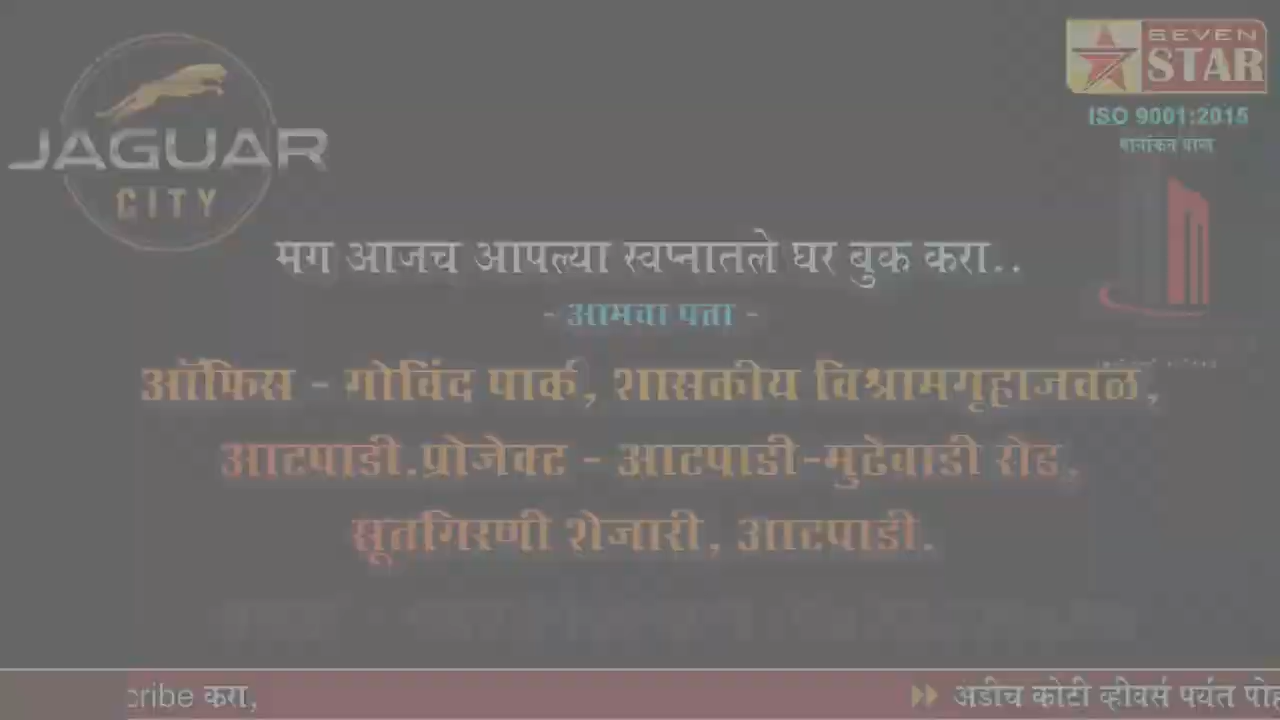 JAGUAR
CITY
SEVEN
STAR
ISO 9001:2015
मानांकित
मग आजच आपल्या स्वप्नातले घर बुक करा..
- आमचा पत्ता -
ऑफिस - गोविंद पार्क, शासकीय विश्रामगृहाजवळ,
आटपाडी.प्रोजेक्ट - आटपाडी-मुढेवाडी रोड,
सूतगिरणी शेजारी, आटपाडी.
cribe करा,
अडीच कोटी व्हीवर्स पर्यंत पोह